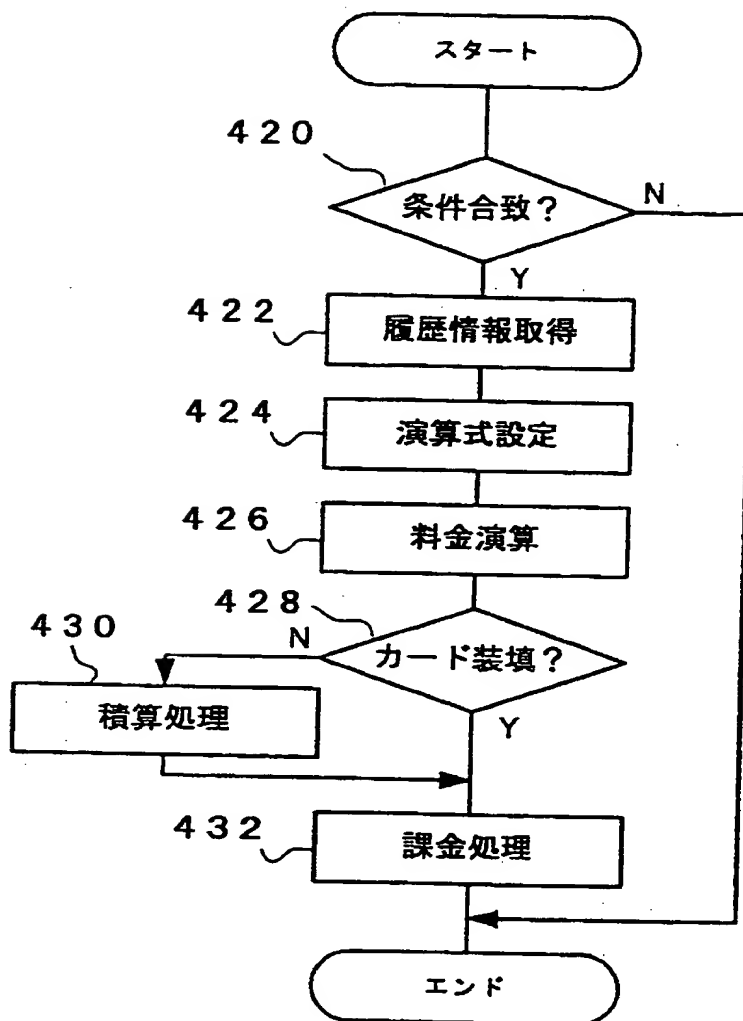 スタート
420
条件合致?
N
Y
422
履歴情報取得
424
演算式設定
426
料金演算
428
カード装填?
N
430
積算処理
Y
432
課金処理
エンド